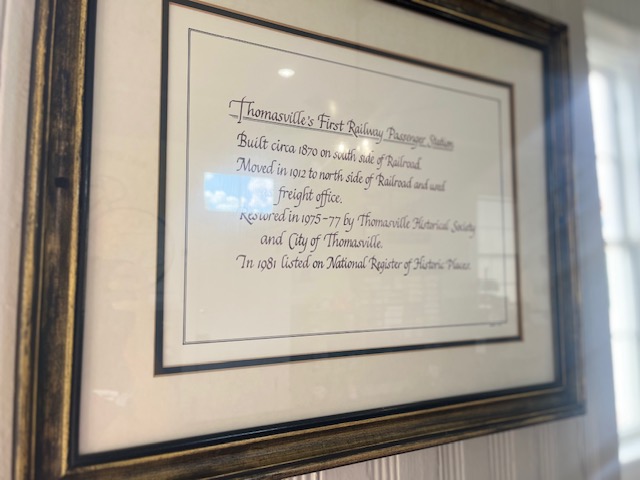 Thomasville's First Railway Passenger Station
Built circa 1870 on south side of Railroad.
Moved in 1912 to north side of Railroad and used
freight office.
Restored in 1975-77 by Thomasville Historical Society
and City of Thomasville.
In 1981 listed on National Register of Historic Places.